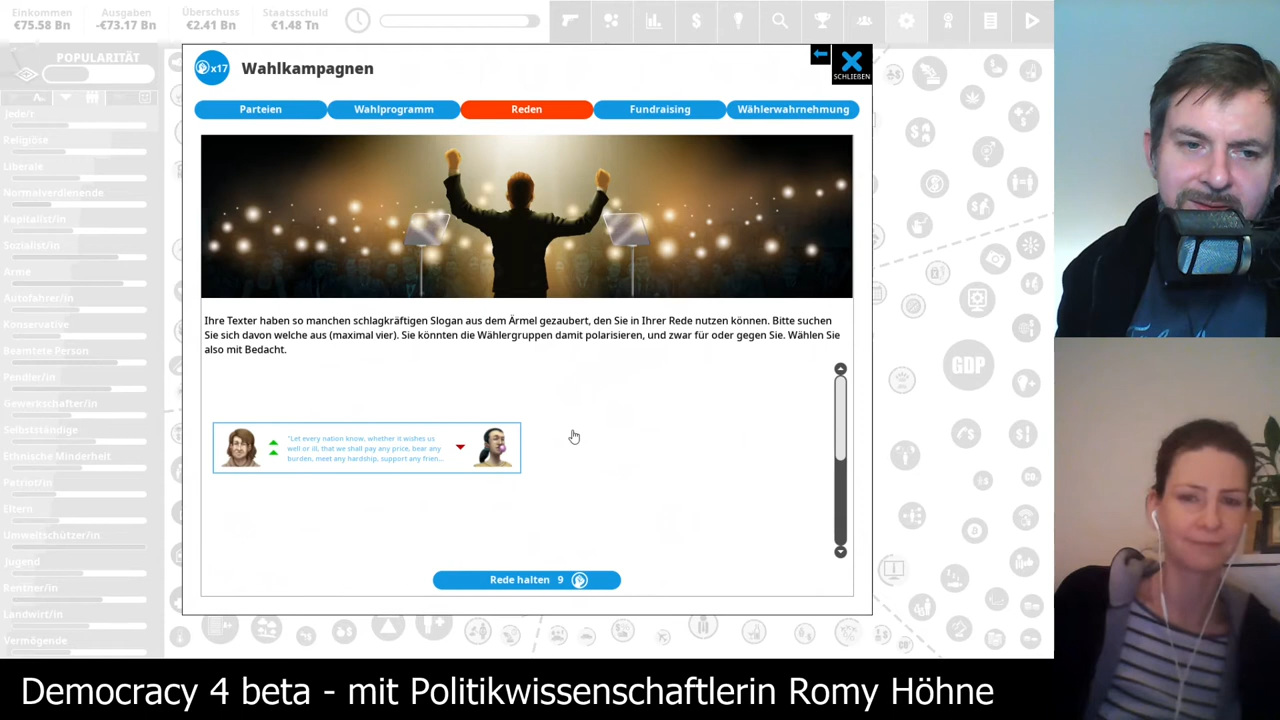 Einkommen
€75.58 Bn
Ausgaben
-€73.17 Bn
Überschuss
€2.41 Bn
Staatsschuld
€1.48 Tn
POPULARITÄT
Jede/r
Religiöse
Liberale
Normalverdienende
Kapitalist/in
Sozialist/in
Arme
Autofahrer/in
Konservative
Beamtete Person
Pendler/in
Gewerkschafter/in
Selbstständige
Ethnische Minderheit
Patriot/in
Eltern
Umweltschützer/in
Jugend
Rentner/in
Landwirt/in
Vermögende
x17
Wahlkampagnen
SCHLIEßEN
Parteien
Wahlprogramm
Reden
Fundraising
Wählerwahrnehmung
Ihre Texter haben so manchen schlagkräftigen Slogan aus dem Ärmel gezaubert, den Sie in Ihrer Rede nutzen können. Bitte suchen
Sie sich davon welche aus (maximal vier). Sie könnten die Wählergruppen damit polarisieren, und zwar für oder gegen Sie. Wählen Sie
also mit Bedacht.
"Let every nation know, whether it wishes us
well or ill, that we shall pay any price, bear any
burden, meet any hardship, support any frien...
Rede halten 9
GDP
Democracy 4 beta - mit Politikwissenschaftlerin Romy Höhne